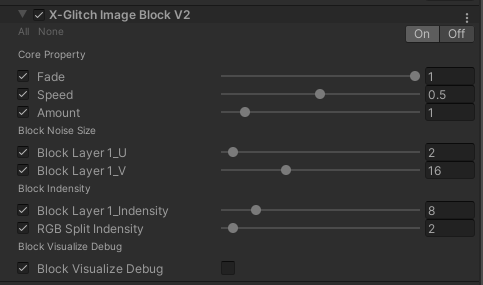 X-Glitch Image Block V2
All None
On Off
Core Property
Fade 1
Speed 0.5
Amount 1
Block Noise Size
Block Layer 1_U 2
Block Layer 1_V 16
Block Indensity
Block Layer 1_Indensity 8
RGB Split Indensity 2
Block Visualize Debug
Block Visualize Debug